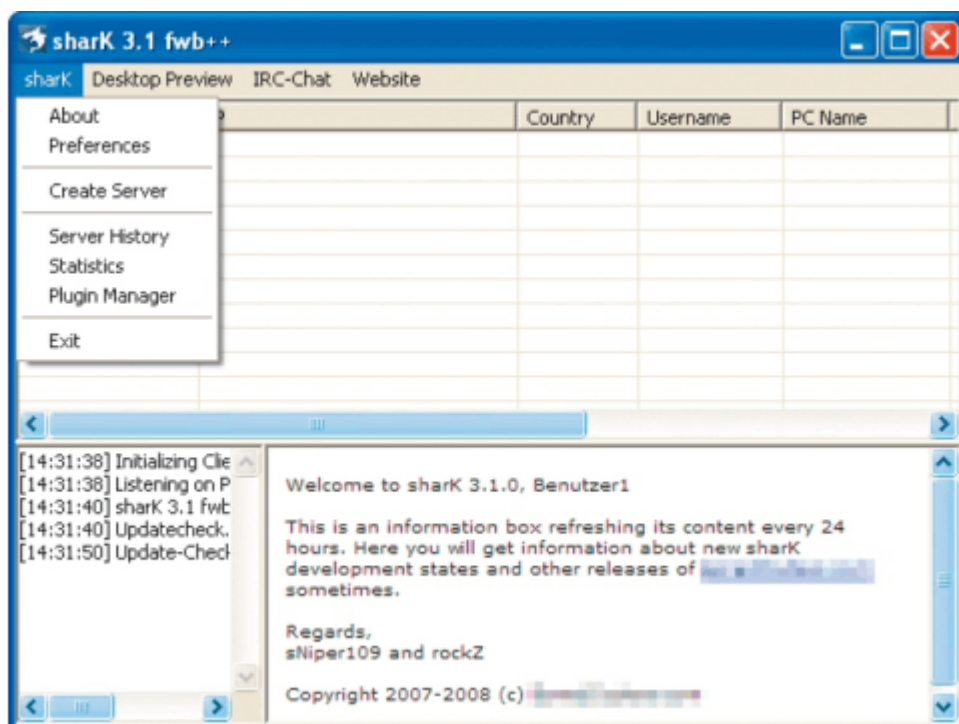 sharK 3.1 fwb++
sharK Desktop Preview IRC-Chat Website
About
Preferences
Create Server
Server History
Statistics
Plugin Manager
Exit
Country Username PC Name
[14:31:38] Initializing Clie
[14:31:38] Listening on P
[14:31:40] sharK 3.1 fwb
[14:31:40] Updatecheck.
[14:31:50] Update-Check
Welcome to sharK 3.1.0, Benutzer1
This is an information box refreshing its content every 24
hours. Here you will get information about new sharK
development states and other releases of
sometimes.
Regards,
sNiper109 and rockZ
Copyright 2007-2008 (c)